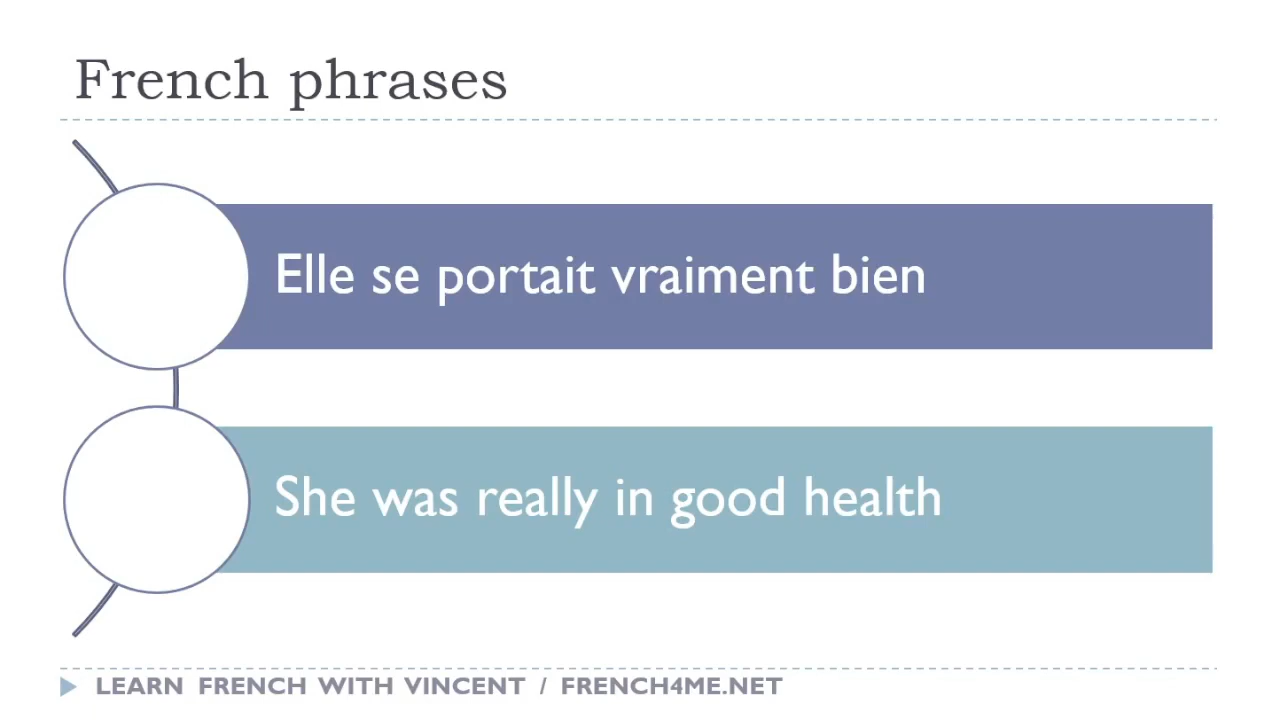 French phrases
Elle se portait vraiment bien
She was really in good health
LEARN FRENCH WITH VINCENT / FRENCH4ME.NET